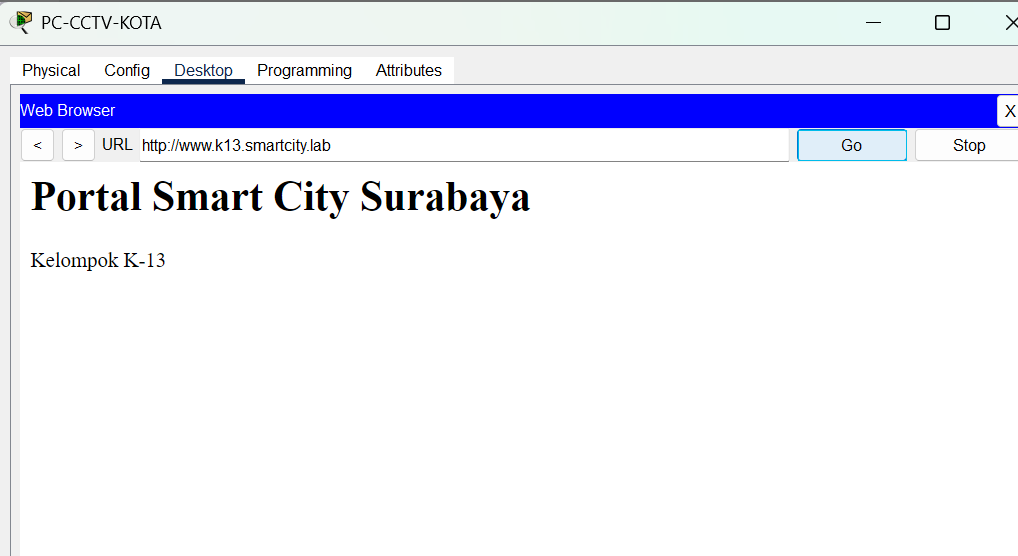 PC-CCTV-KOTA
Physical Config Desktop Programming Attributes
Web Browser X
< > URL http://www.k13.smartcity.lab Go Stop
Portal Smart City Surabaya
Kelompok K-13